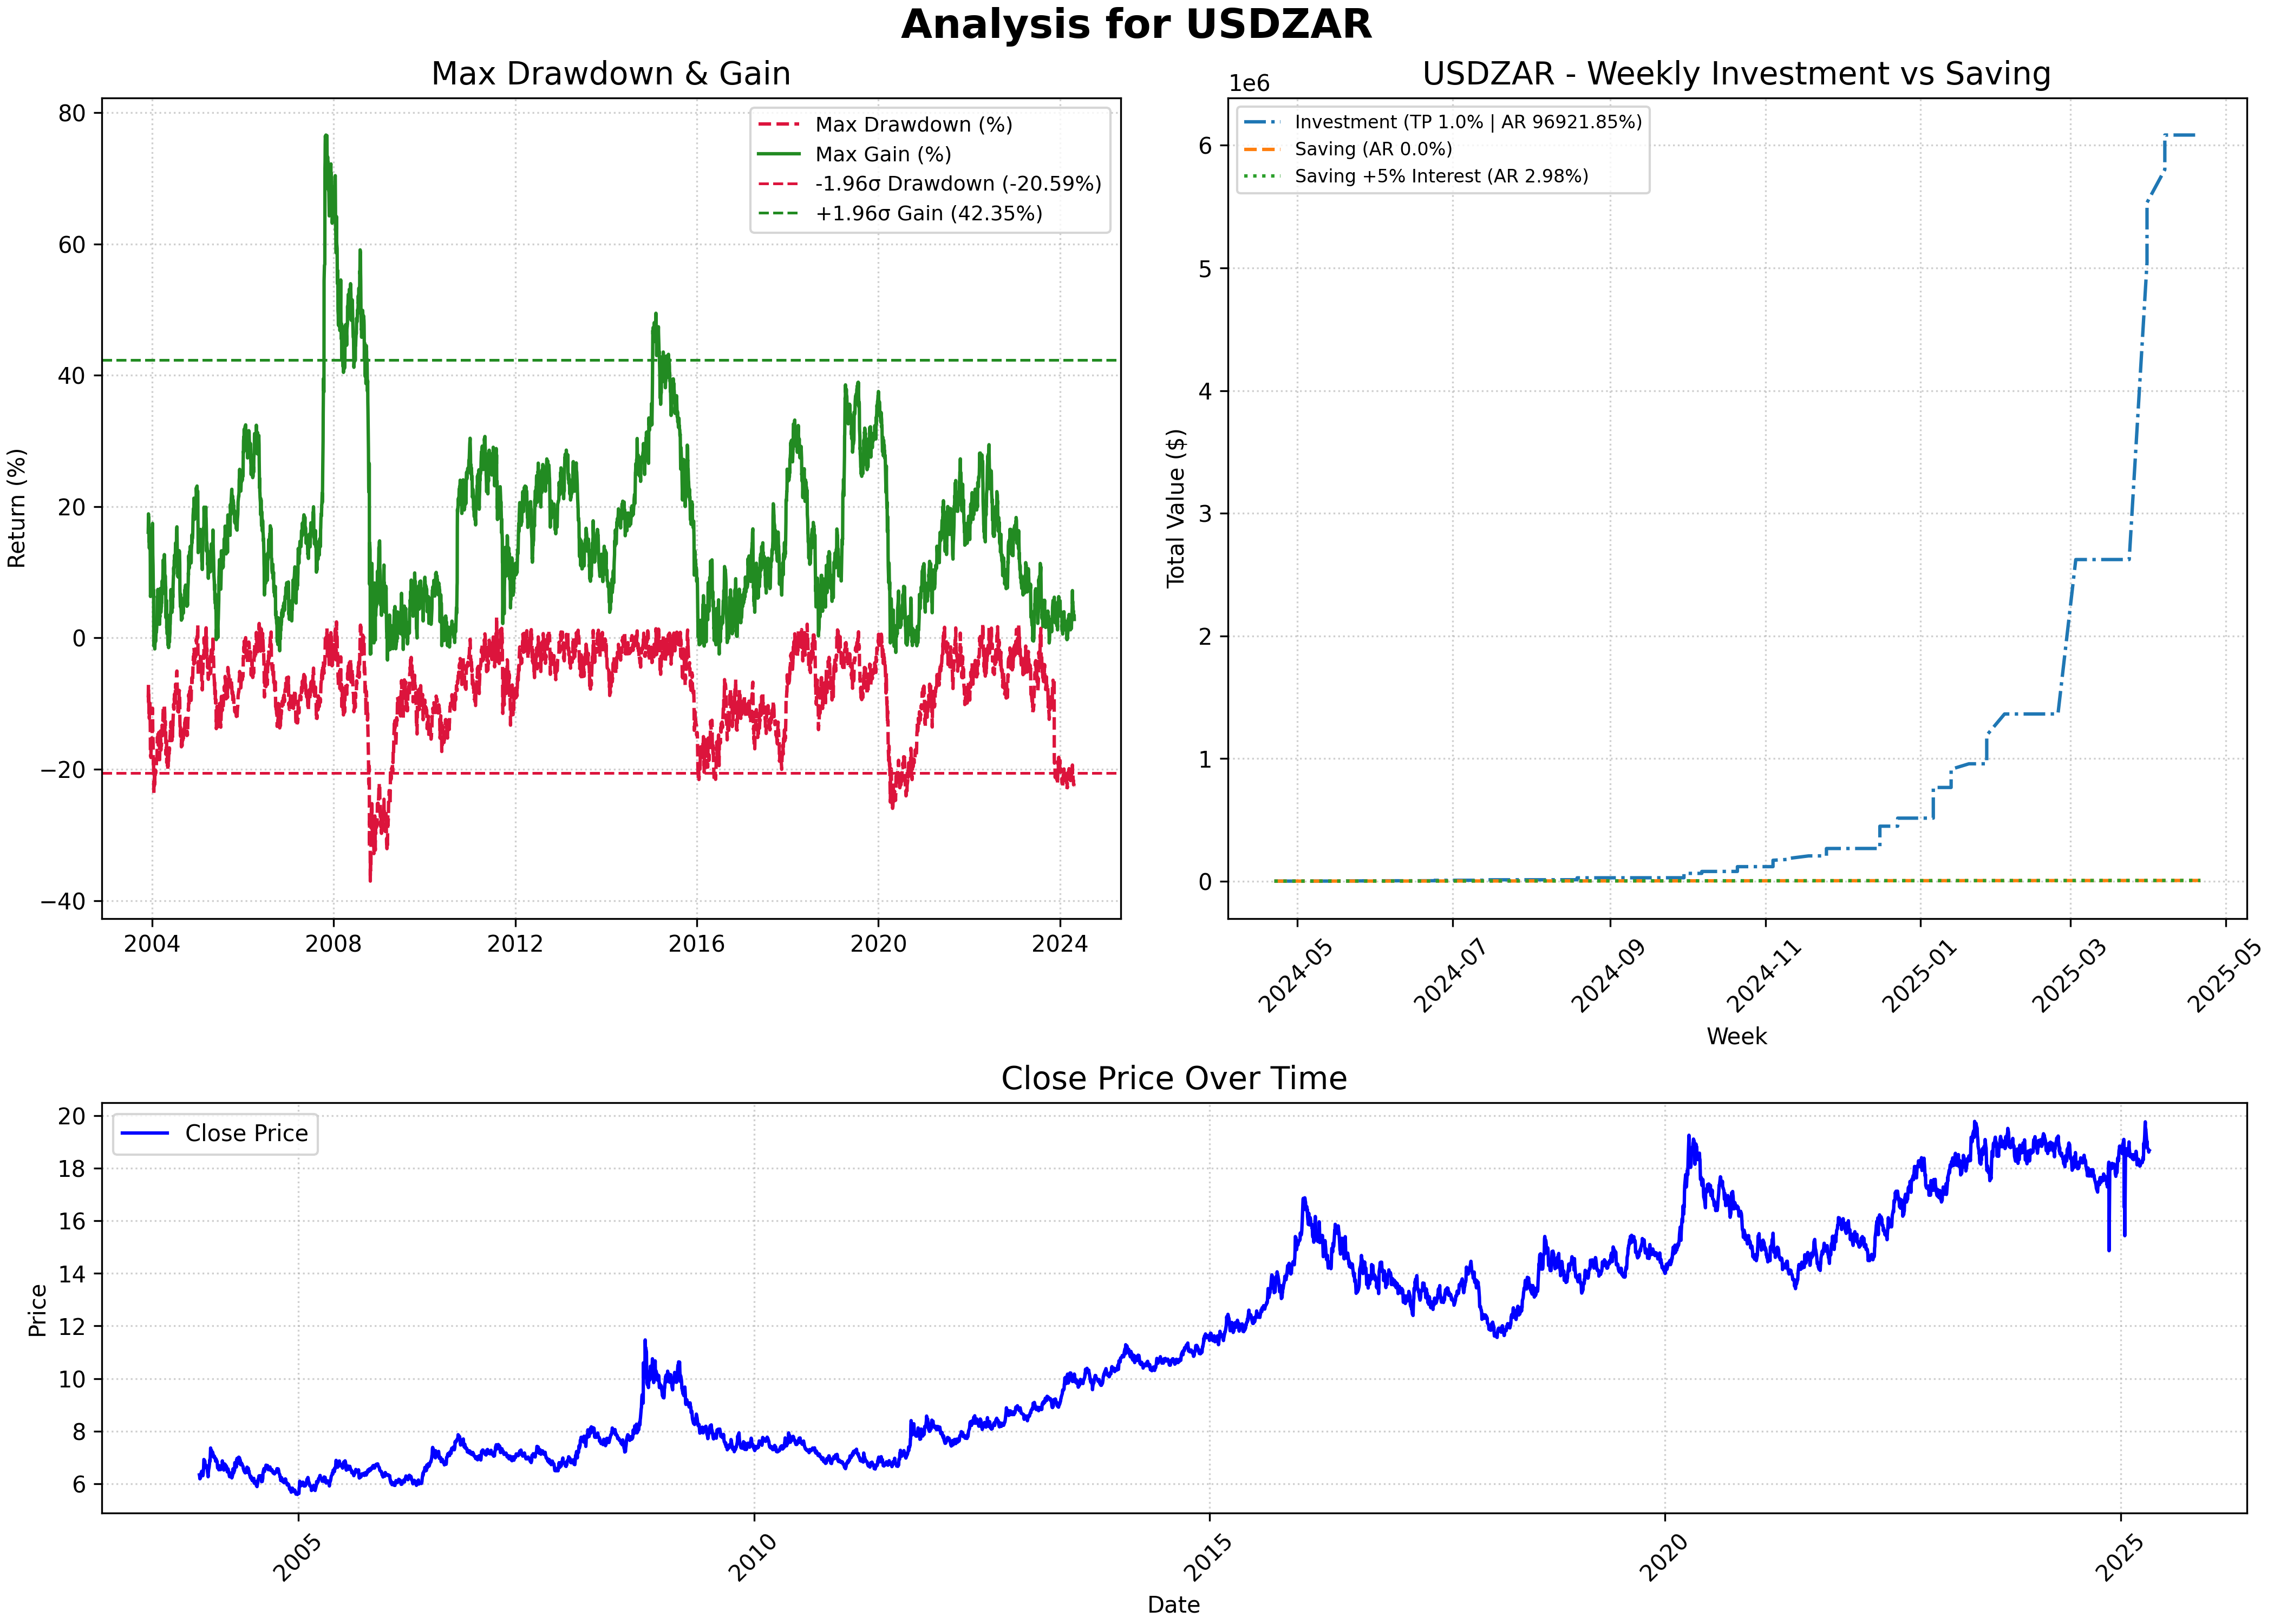 Analysis for USDZAR
Max Drawdown & Gain
Return (%)
80
60
40
20
0
−20
−40
2004
2008
2012
2016
2020
2024
Max Drawdown (%)
Max Gain (%)
-1.96σ Drawdown (-20.59%)
+1.96σ Gain (42.35%)
USDZAR - Weekly Investment vs Saving
1e6
Total Value ($)
6
5
4
3
2
1
0
Investment (TP 1.0% | AR 96921.85%)
Saving (AR 0.0%)
Saving +5% Interest (AR 2.98%)
2024-05
2024-07
2024-09
2024-11
2025-01
2025-03
2025-05
Week
Close Price Over Time
Price
20
18
16
14
12
10
8
6
Close Price
2005
2010
2015
2020
2025
Date